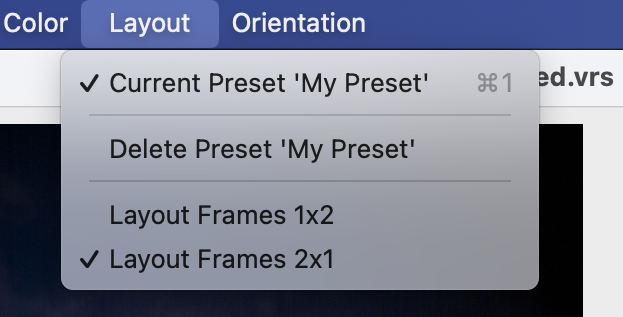 Color Layout Orientation
✓ Current Preset 'My Preset' ⌘1
ed.vrs
Delete Preset 'My Preset'
Layout Frames 1x2
✓ Layout Frames 2x1